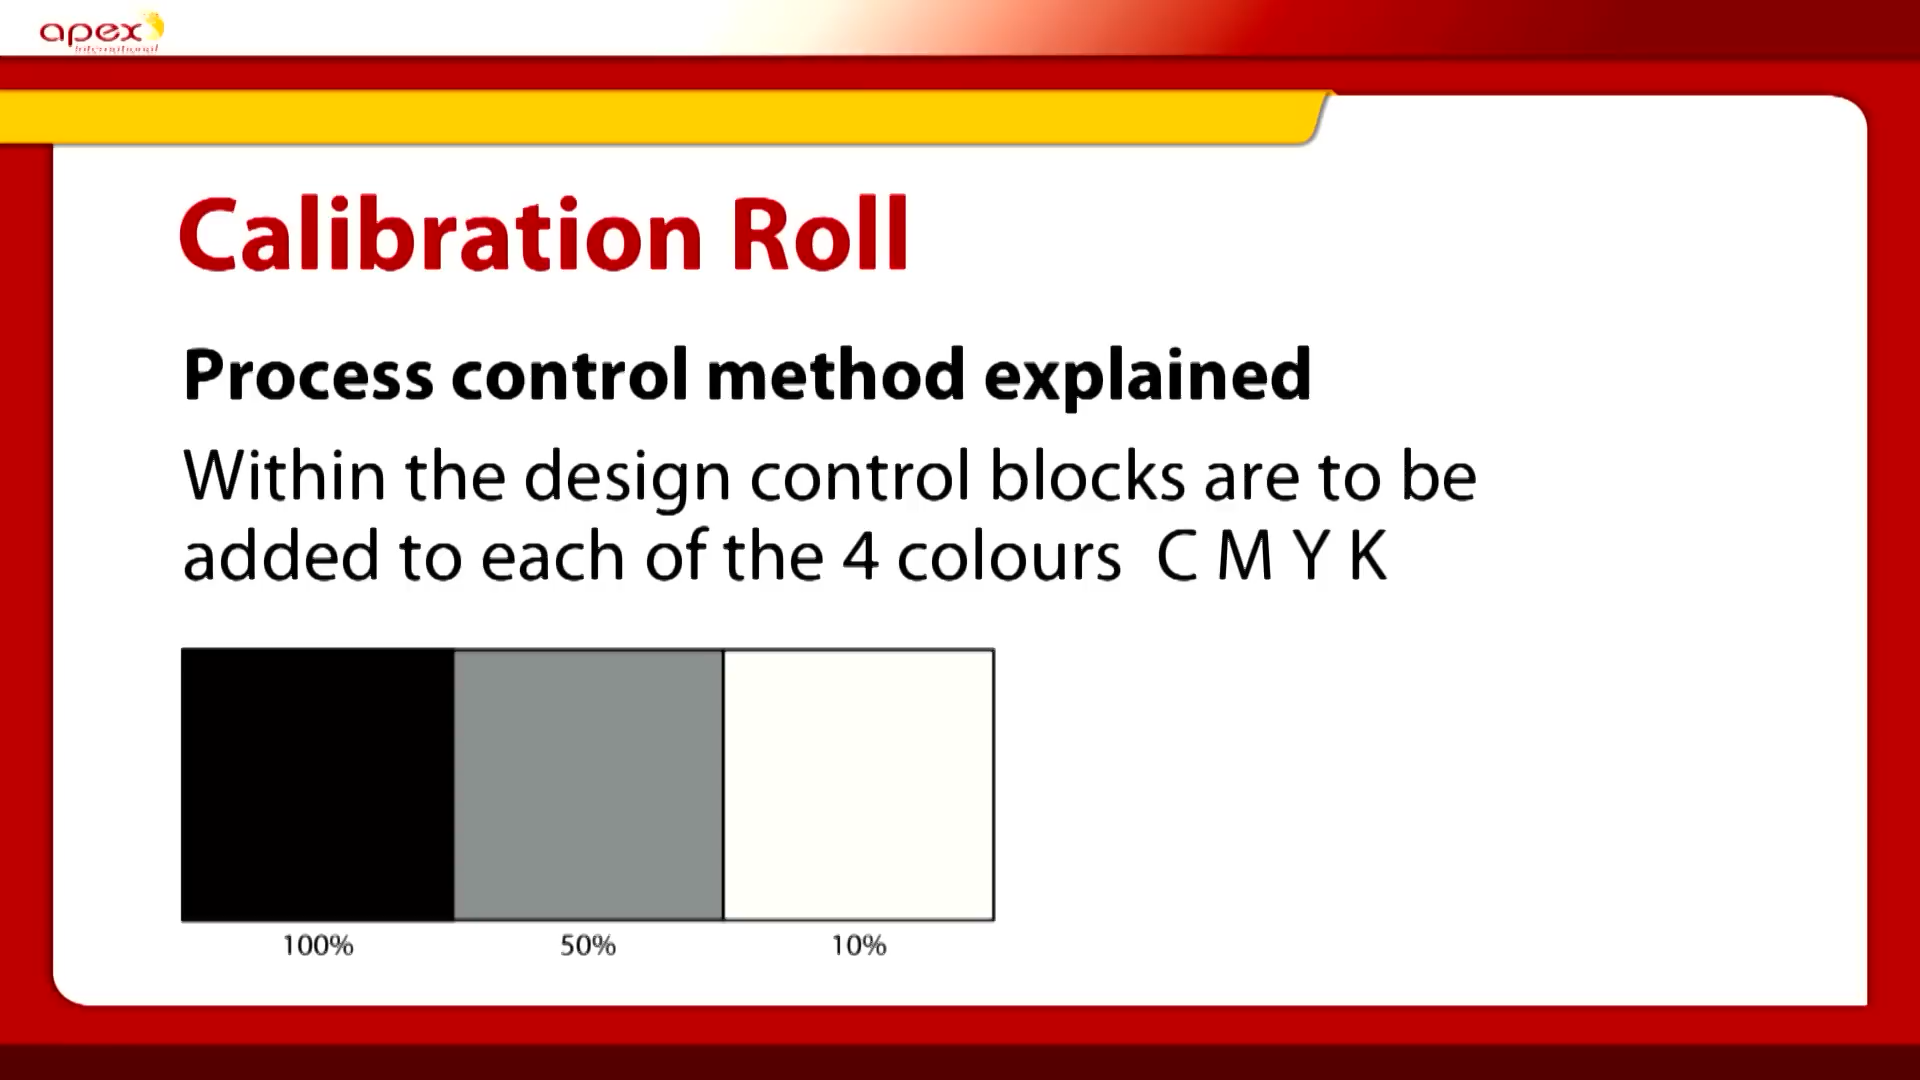 apex
International
Calibration Roll
Process control method explained
Within the design control blocks are to be
added to each of the 4 colours C M Y K
100% 50% 10%